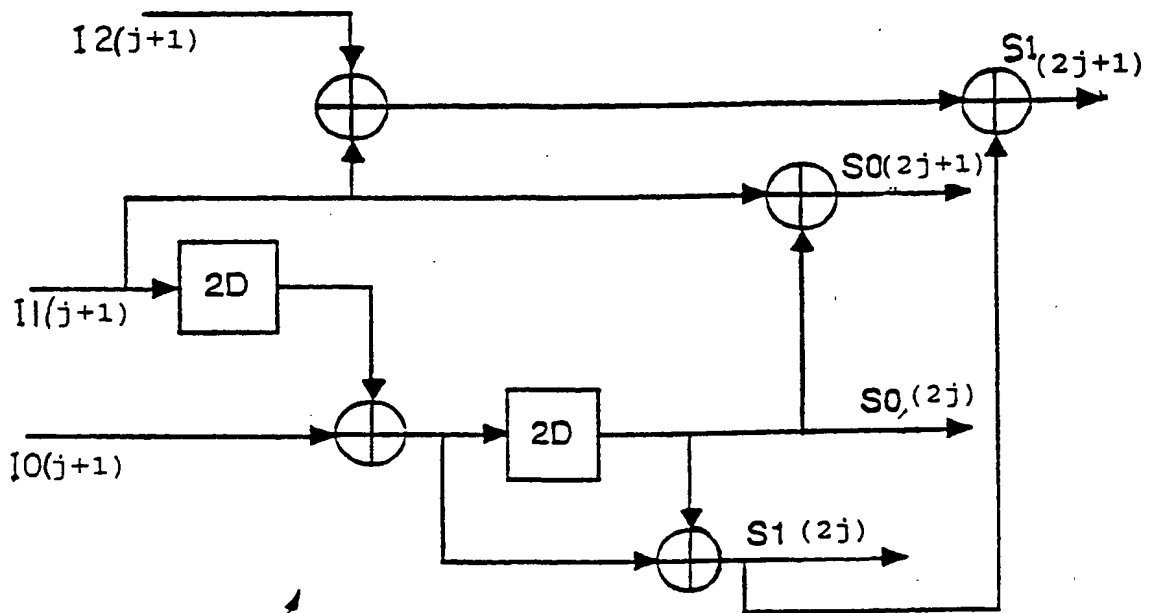 I2(j+1)
S1(2j+1)
S0(2j+1)
2D
I1(j+1)
S0,(2j)
2D
I0(j+1)
S1(2j)